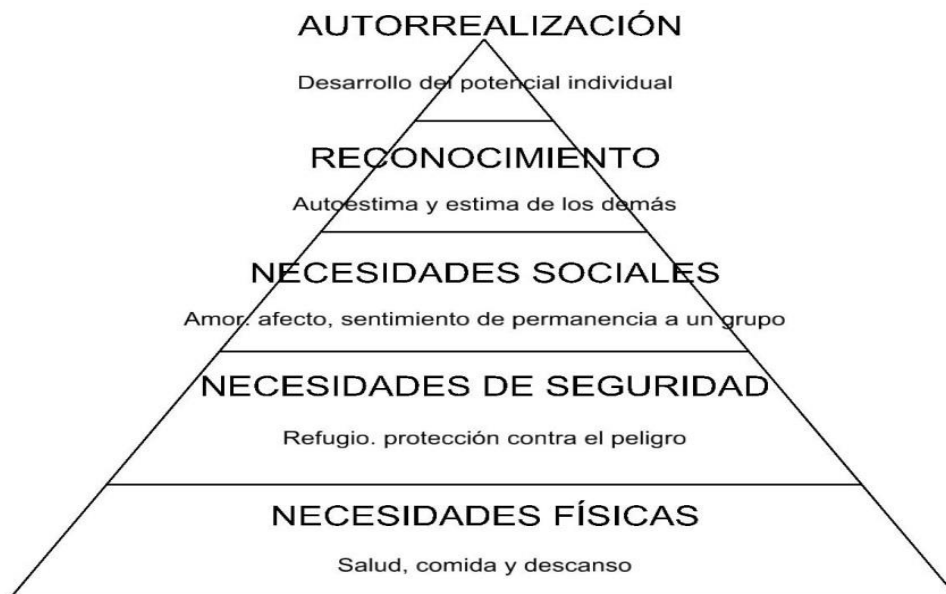 AUTORREALIZACIÓN
Desarrollo del potencial individual
RECONOCIMIENTO
Autoestima y estima de los demás
NECESIDADES SOCIALES
Amor. afecto, sentimiento de permanencia a un grupo
NECESIDADES DE SEGURIDAD
Refugio. protección contra el peligro
NECESIDADES FÍSICAS
Salud, comida y descanso